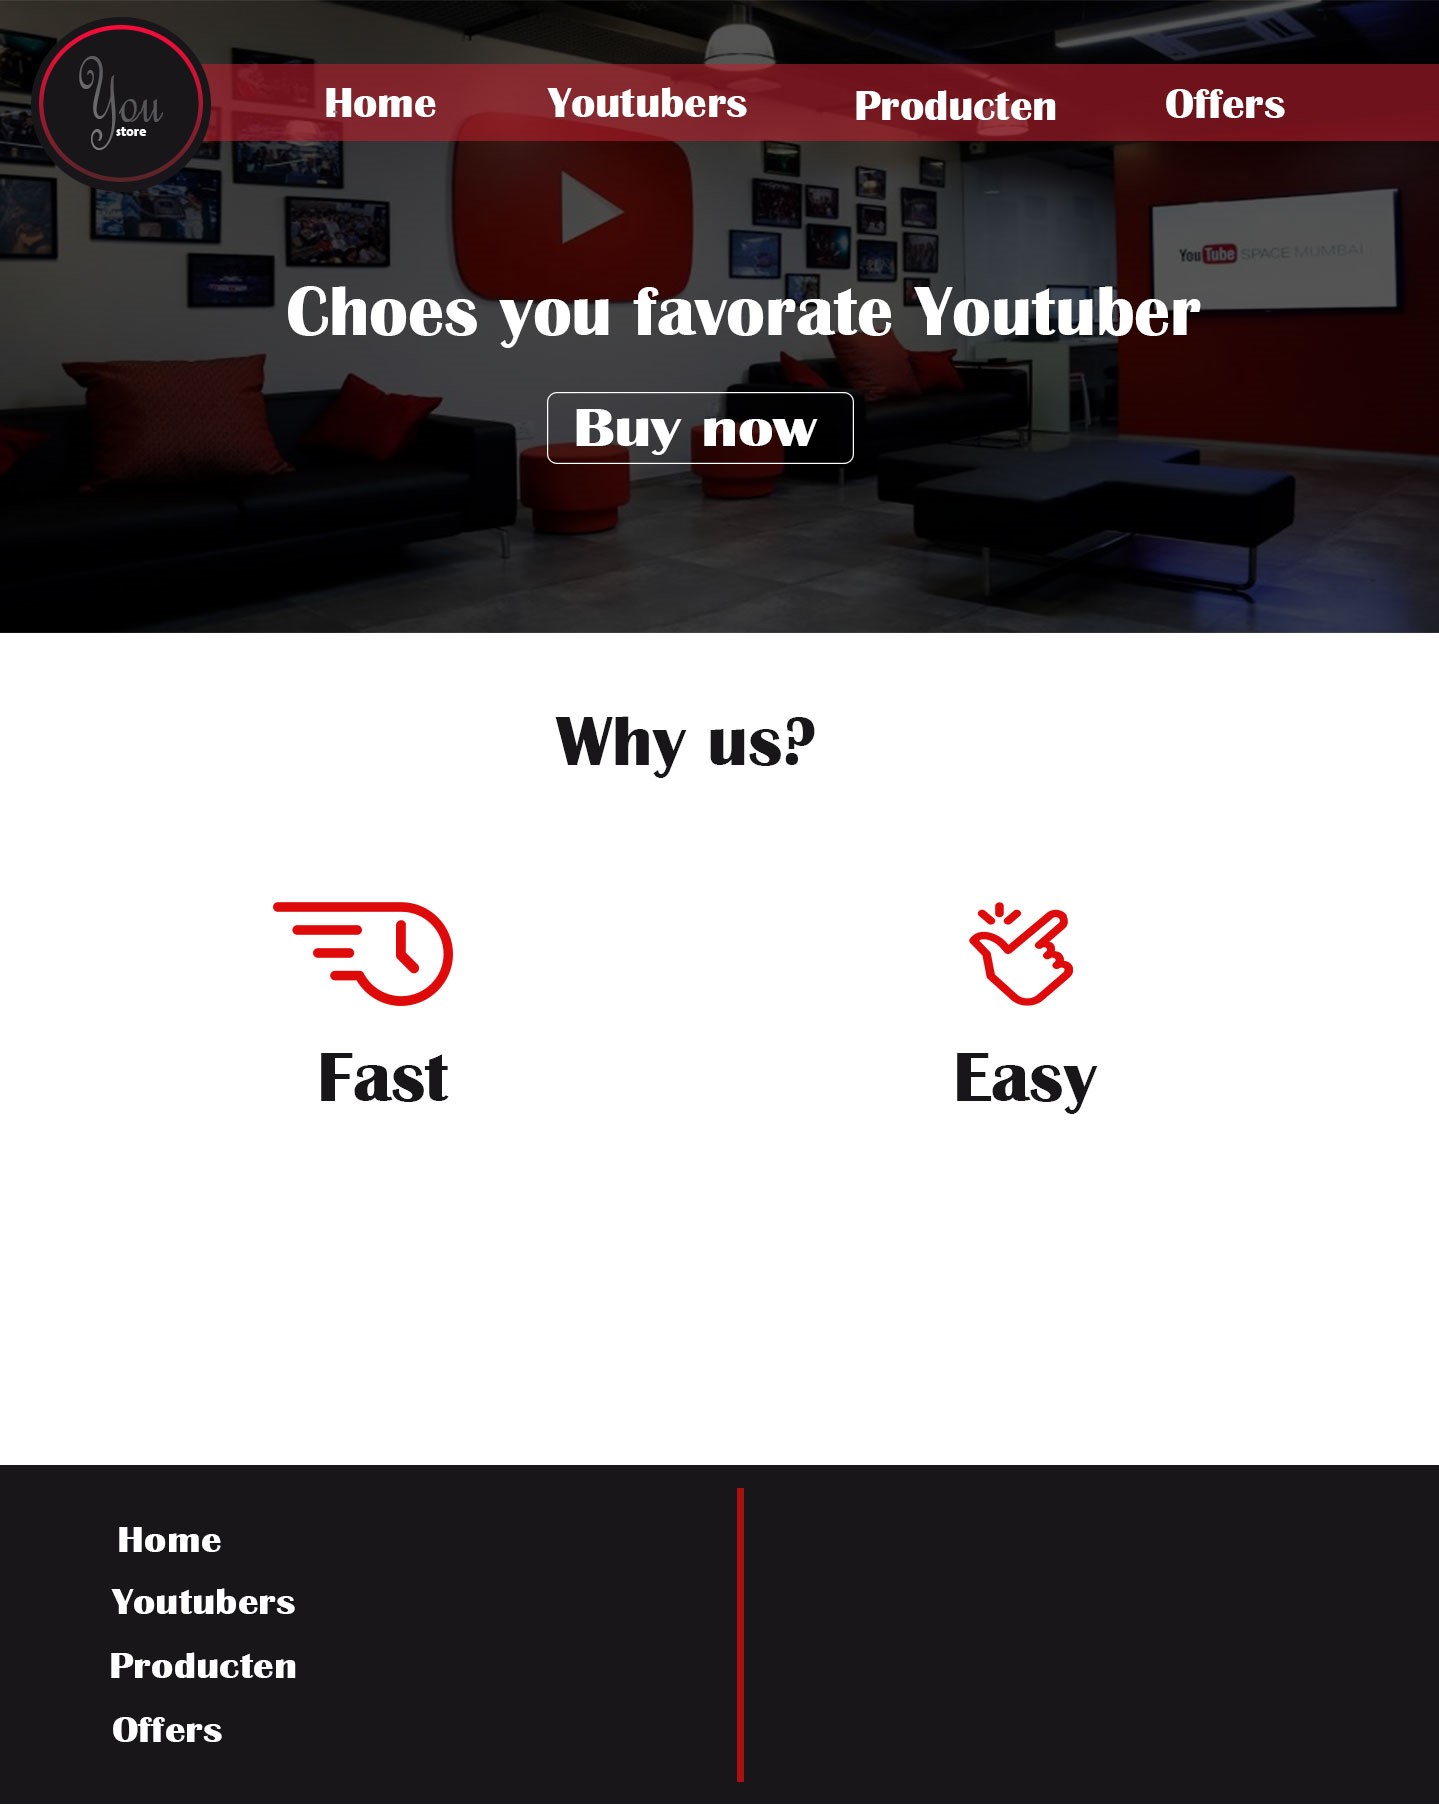 You
store
Home Youtubers Producten Offers
YouTube SPACE MUMBAI
Choes you favorate Youtuber
Buy now
Why us?
Fast Easy
Home
Youtubers
Producten
Offers